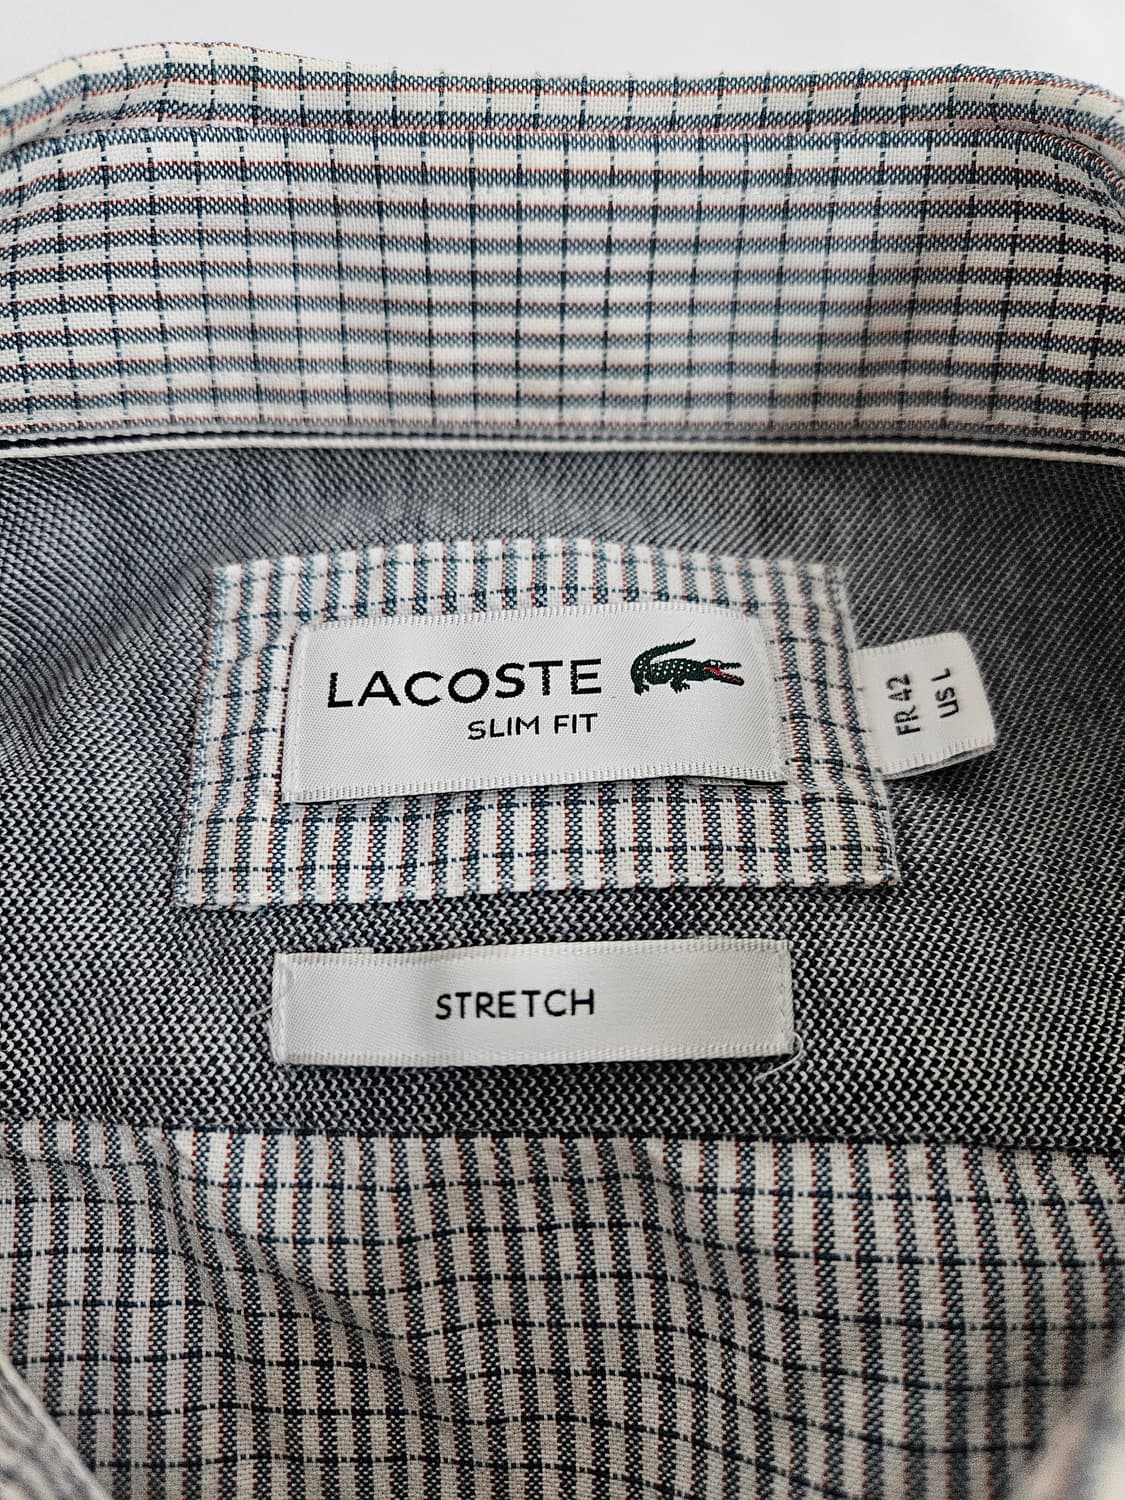 LACOSTE
SLIM FIT
FR 42
US L
STRETCH